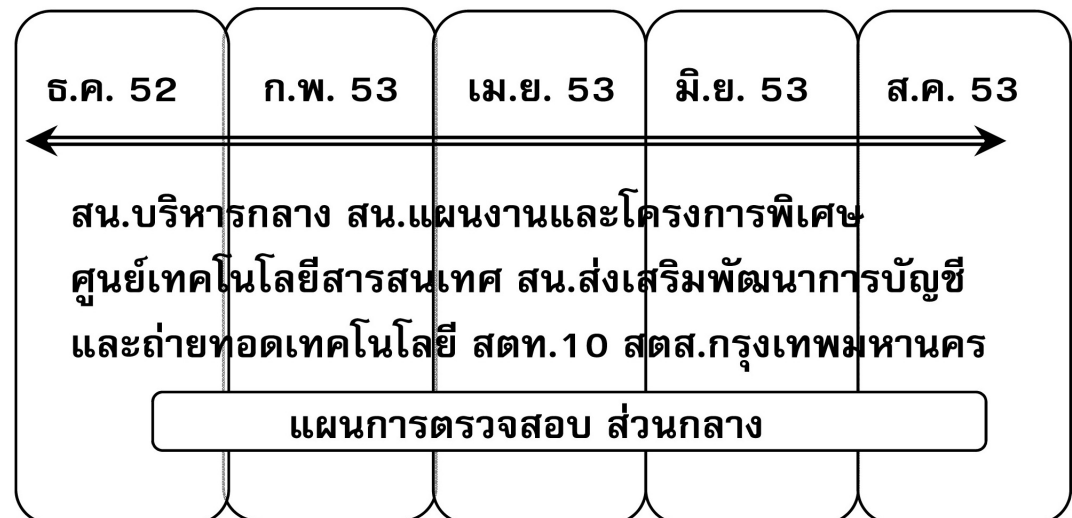 ธ.ค. 52 ก.พ. 53 เม.ย. 53 มิ.ย. 53 ส.ค. 53
สน.บริหารกลาง สน.แผนงานและโครงการพิเศษ
ศูนย์เทคโนโลยีสารสนเทศ สน.ส่งเสริมพัฒนาการบัญชี
และถ่ายทอดเทคโนโลยี สตท.10 สตส.กรุงเทพมหานคร
แผนการตรวจสอบ ส่วนกลาง